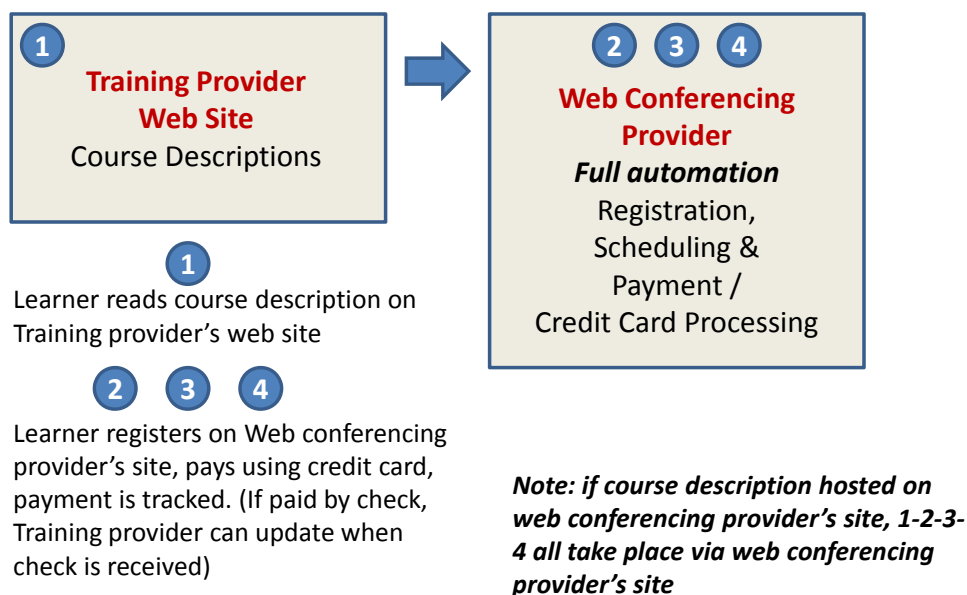 1
Training Provider
Web Site
Course Descriptions
2 3 4
Web Conferencing
Provider
Full automation
Registration,
Scheduling &
Payment /
Credit Card Processing
1
Learner reads course description on
Training provider’s web site
2 3 4
Learner registers on Web conferencing
provider’s site, pays using credit card,
payment is tracked. (If paid by check,
Training provider can update when
check is received)
Note: if course description hosted on
web conferencing provider’s site, 1-2-3-
4 all take place via web conferencing
provider’s site